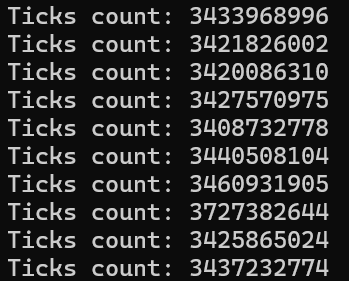 Ticks count: 3433968996
Ticks count: 3421826002
Ticks count: 3420086310
Ticks count: 3427570975
Ticks count: 3408732778
Ticks count: 3440508104
Ticks count: 3460931905
Ticks count: 3727382644
Ticks count: 3425865024
Ticks count: 3437232774